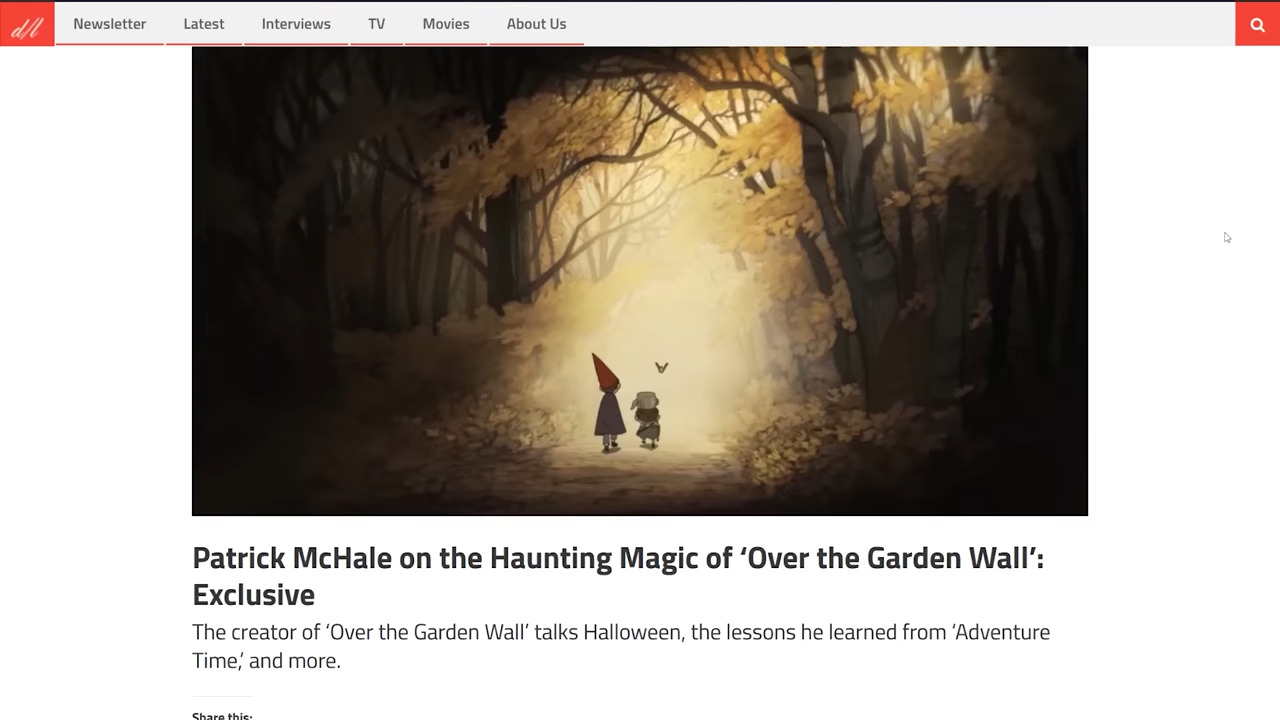 d//
Newsletter
Latest
Interviews
TV
Movies
About Us
Patrick McHale on the Haunting Magic of ‘Over the Garden Wall’:
Exclusive
The creator of ‘Over the Garden Wall’ talks Halloween, the lessons he learned from ‘Adventure
Time,’ and more.
Share this: